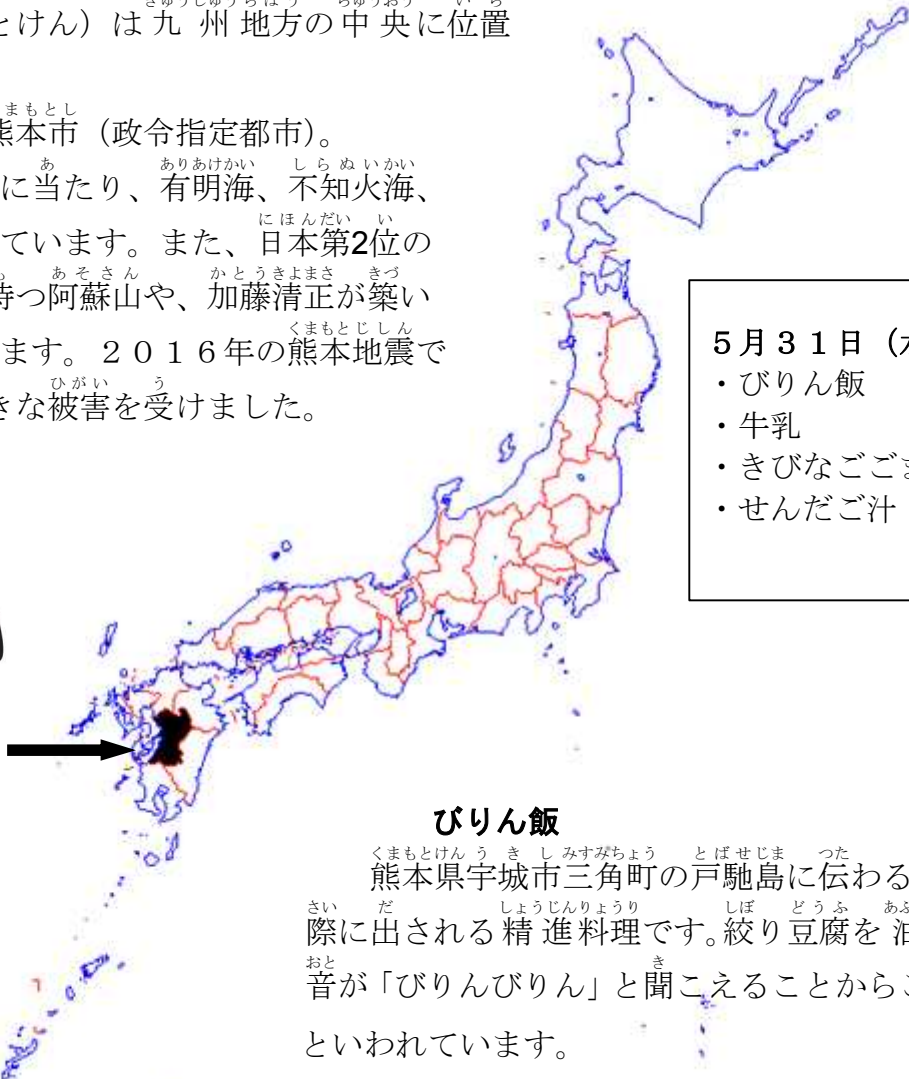 とけん）は九州地方の中央に位置
熊本市（政令指定都市）。
に当たり、有明海、不知火海、
ています。また、日本第2位の
持つ阿蘇山や、加藤清正が築い
ます。２０１６年の熊本地震で
きな被害を受けました。
５月３１日（水
・びりん飯
・牛乳
・きびなごごま
・せんだご汁
びりん飯
熊本県宇城市三角町の戸馳島に伝わる
際に出される精進料理です。絞り豆腐を油
音が「びりんびりん」と聞こえることからこ
といわれています。